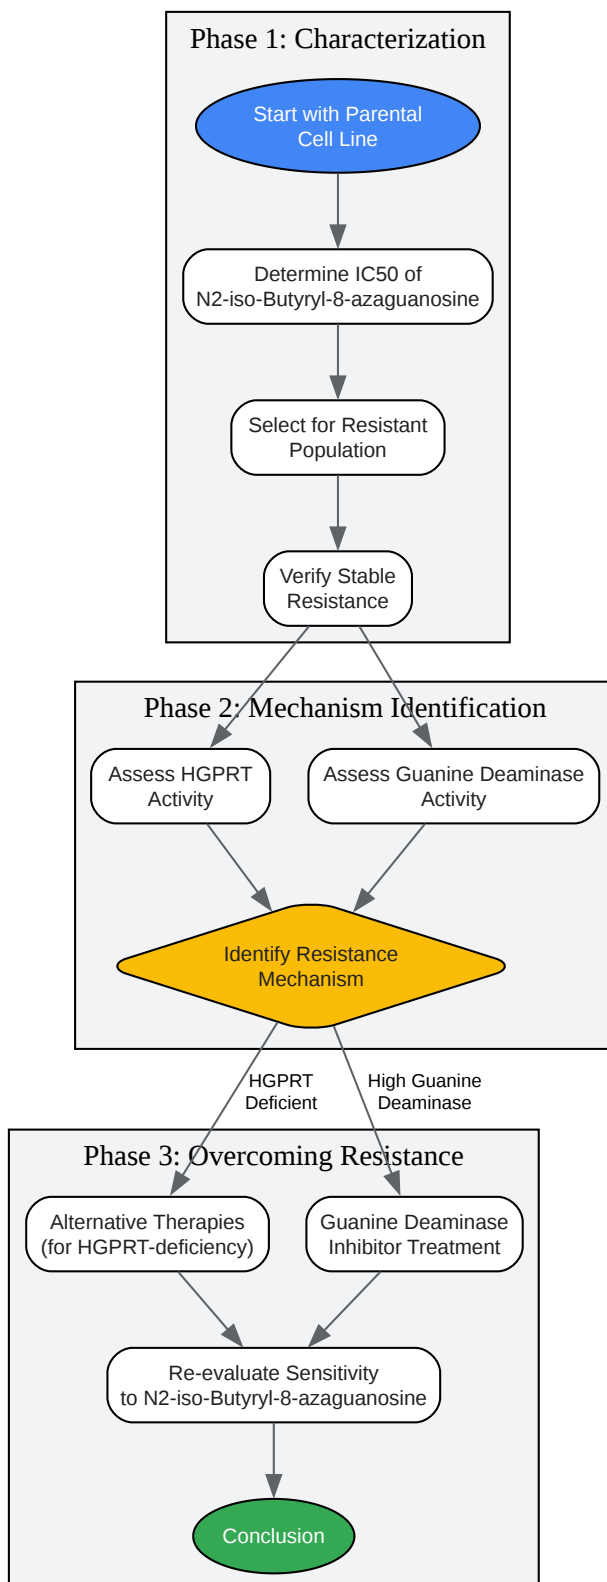 Phase 1: Characterization
Start with Parental
Cell Line
Determine IC50 of
N2-iso-Butyryl-8-azaguanosine
Select for Resistant
Population
Verify Stable
Resistance
Phase 2: Mechanism Identification
Assess HGPRT
Activity
Assess Guanine Deaminase
Activity
Identify Resistance
Mechanism
HGPRT
Deficient
High Guanine
Deaminase
Phase 3: Overcoming Resistance
Alternative Therapies
(for HGPRT-deficiency)
Guanine Deaminase
Inhibitor Treatment
Re-evaluate Sensitivity
to N2-iso-Butyryl-8-azaguanosine
Conclusion